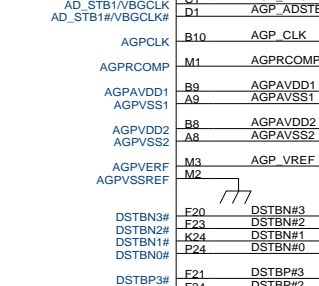 AD_STB1/VBGCLK
AD_STB1#/VBGCLK# D1 AGP_ADSTB
AGPCLK B10 AGP_CLK
AGPRCOMP M1 AGPRCOMP
AGPAVDD1 B9 AGPAVDD1
AGPVSS1 A9 AGPAVSS1
AGPVDD2 B8 AGPAVDD2
AGPVSS2 A8 AGPAVSS2
AGPVERF M3 AGP_VREF
AGPVSSREF M2
DSTBN3# F20 DSTBN#3
DSTBN2# F23 DSTBN#2
DSTBN1# K24 DSTBN#1
DSTBN0# P24 DSTBN#0
DSTBP3# F21 DSTBP#3